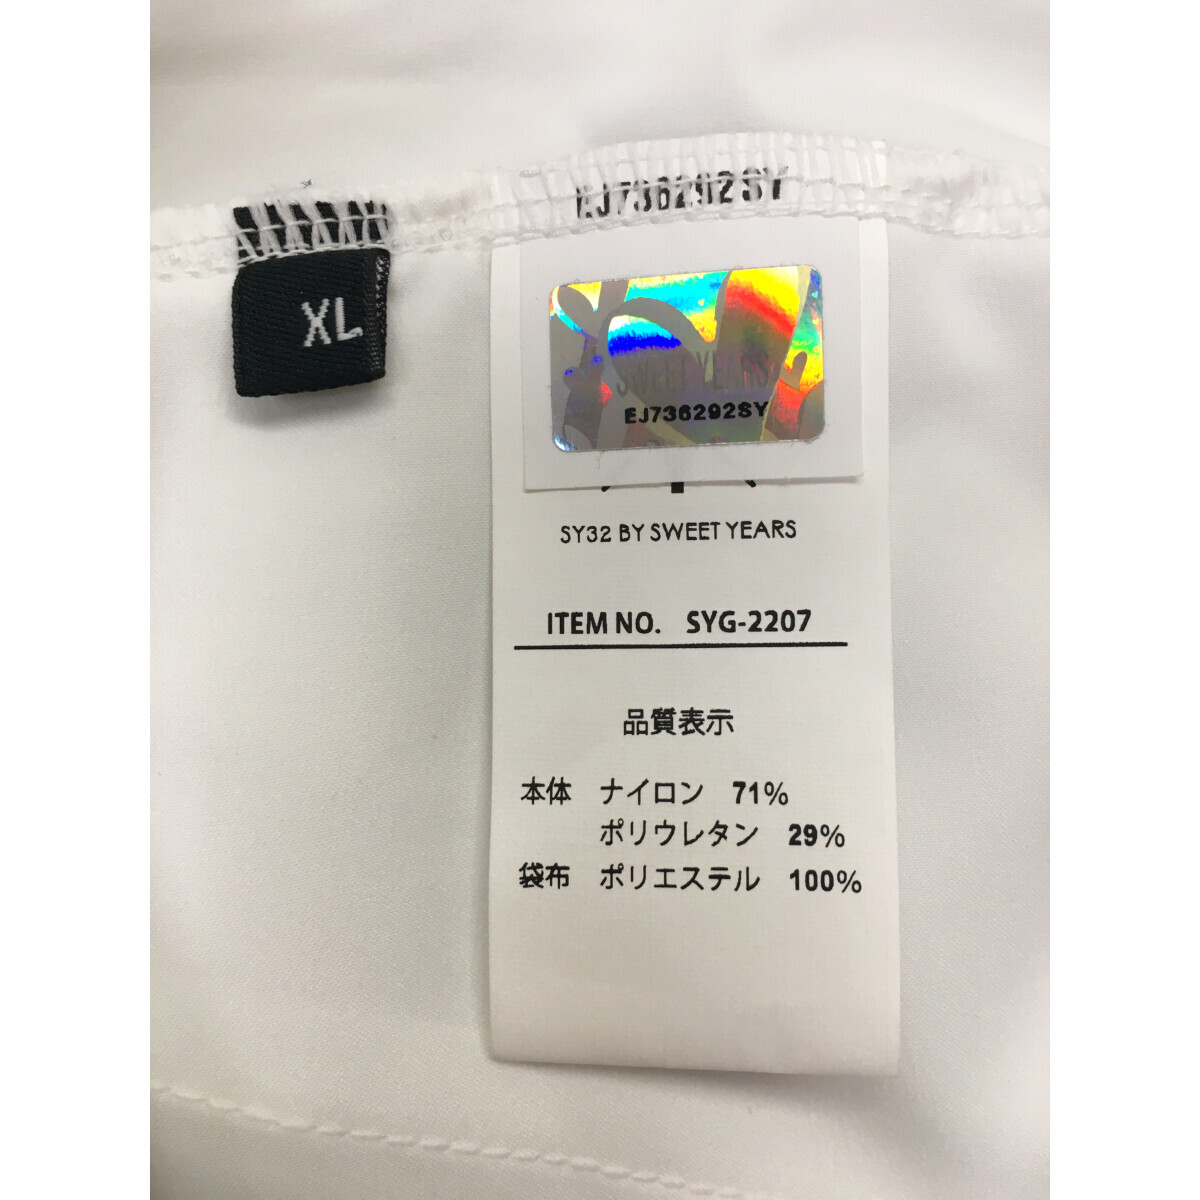 EJ736292SY
XL
SWEET YEARS
EJ736292SY
SY32 BY SWEET YEARS
ITEM NO. SYG-2207
品質表示
本体 ナイロン 71%
ポリウレタン 29%
袋布 ポリエステル 100%